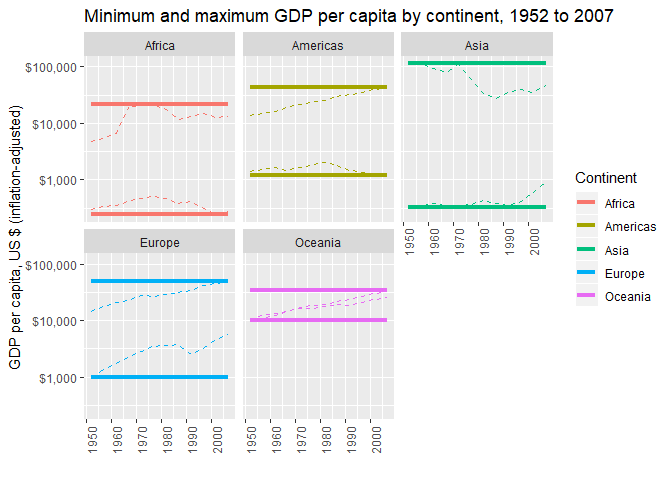 Minimum and maximum GDP per capita by continent, 1952 to 2007
GDP per capita, US $ (inflation-adjusted)
Africa
Americas
Asia
$100,000
$10,000
$1,000
1950
1960
1970
1980
1990
2000
Europe
Oceania
$100,000
$10,000
$1,000
1950
1960
1970
1980
1990
2000
1950
1960
1970
1980
1990
2000
Continent
Africa
Americas
Asia
Europe
Oceania